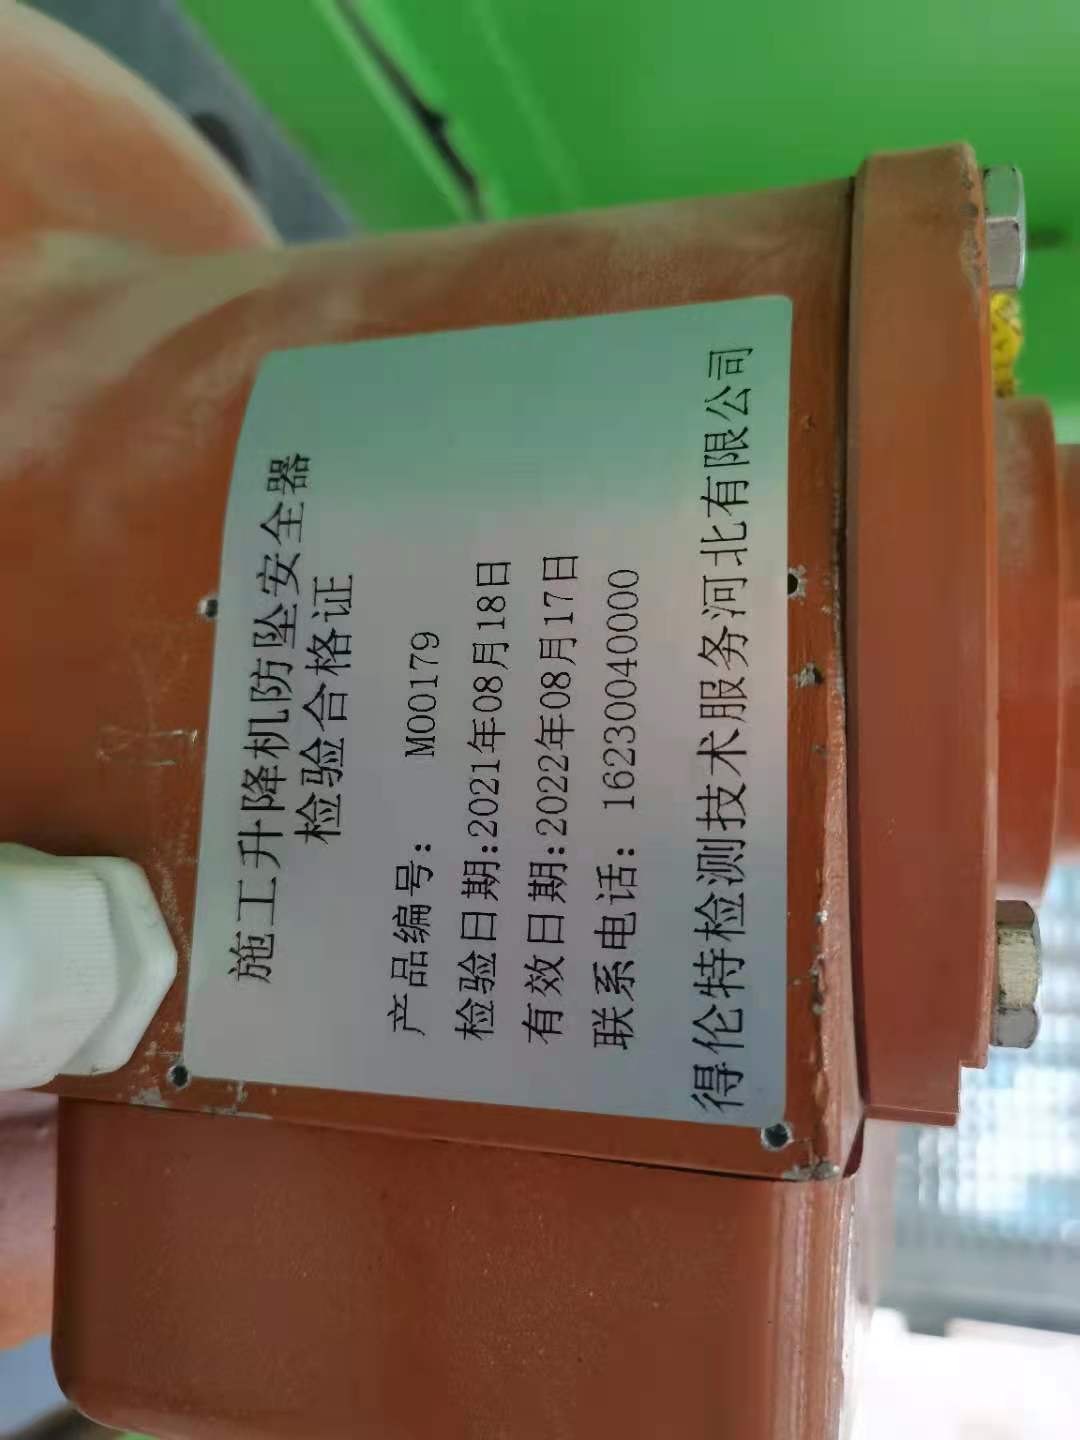 施工升降机防坠安全器
检验合格证
产品编号： M00179
检验日期:2021年08月18日
有效日期:2022年08月17日
联系电话：16230040000
得伦特检测技术服务河北有限公司